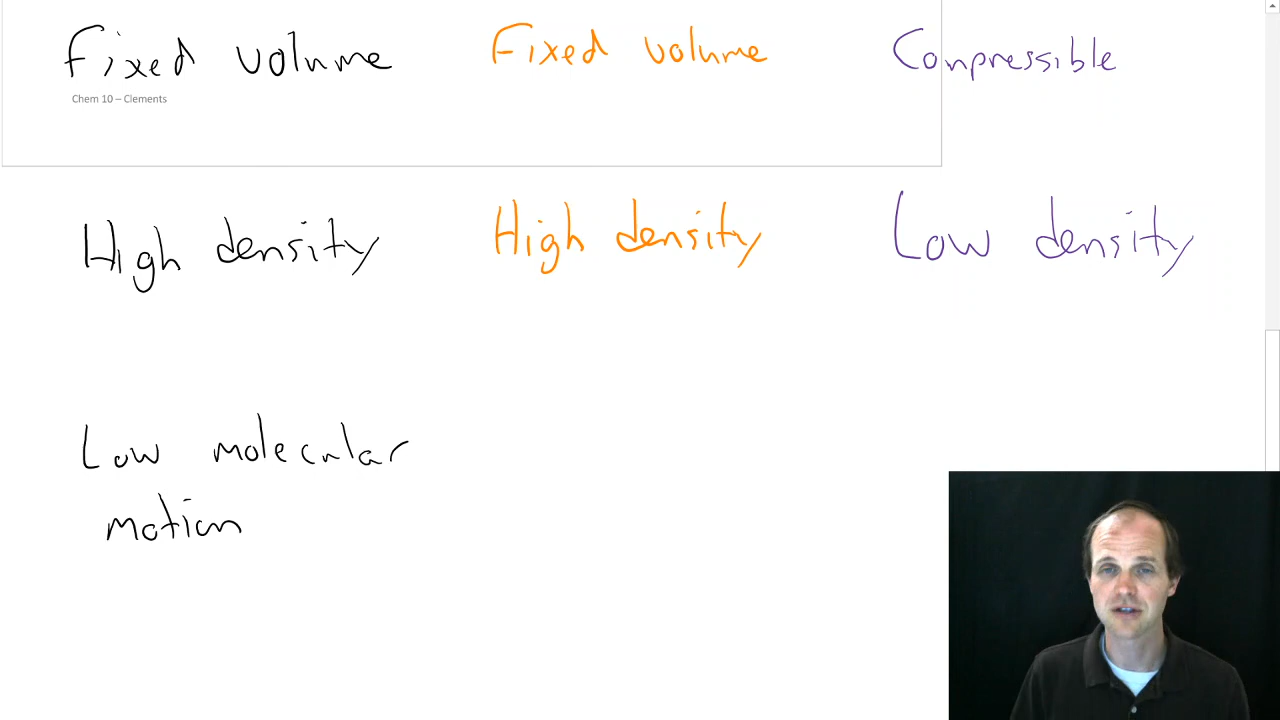 Fixed volume Fixed volume Compressible
Chem 10 – Clements
High density High density Low density
Low molecular
motion